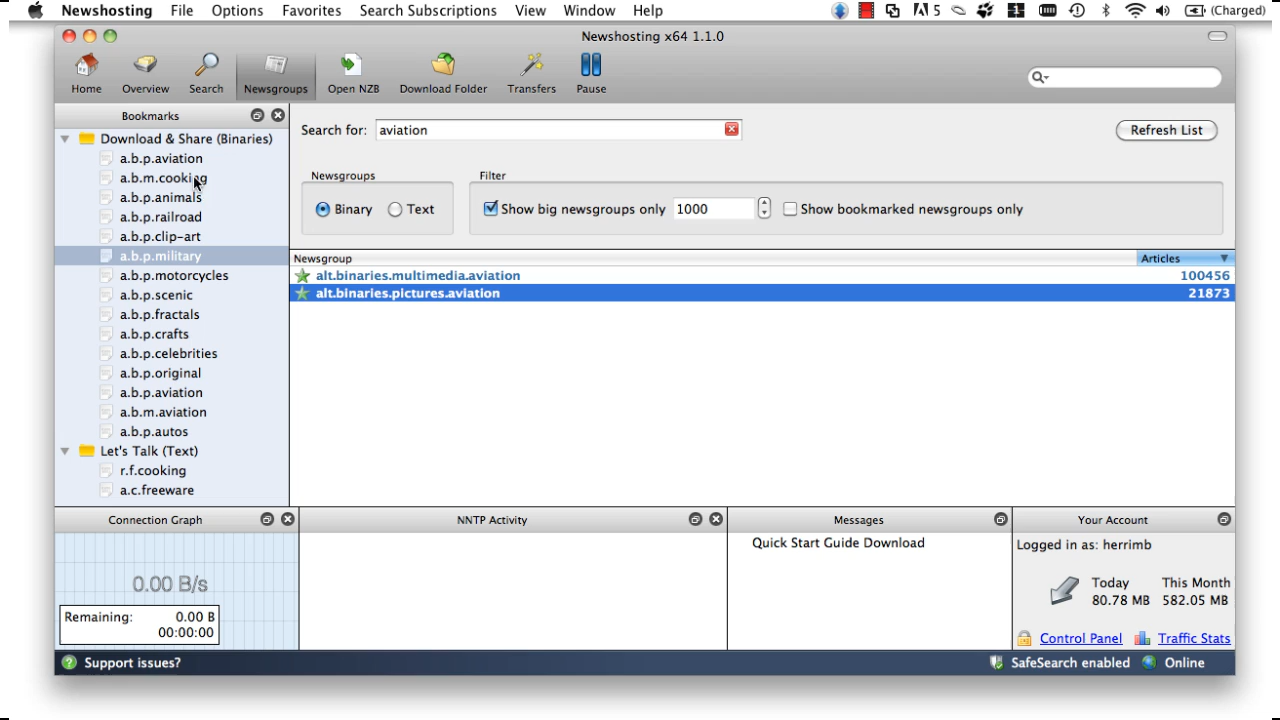 Newshosting File Options Favorites Search Subscriptions View Window Help 5 1 (Charged)
Newshosting x64 1.1.0
Home Overview Search Newsgroups Open NZB Download Folder Transfers Pause
Bookmarks
Download & Share (Binaries)
a.b.p.aviation
a.b.m.cooking
a.b.p.animals
a.b.p.railroad
a.b.p.clip-art
a.b.p.military
a.b.p.motorcycles
a.b.p.scenic
a.b.p.fractals
a.b.p.crafts
a.b.p.celebrities
a.b.p.original
a.b.p.aviation
a.b.m.aviation
a.b.p.autos
Let's Talk (Text)
r.f.cooking
a.c.freeware
Search for: aviation Refresh List
Newsgroups Filter
Binary Text Show big newsgroups only 1000 Show bookmarked newsgroups only
Newsgroup Articles
alt.binaries.multimedia.aviation 100456
alt.binaries.pictures.aviation 21873
Connection Graph
0.00 B/s
Remaining: 0.00 B
00:00:00
NNTP Activity
Messages
Quick Start Guide Download
Your Account
Logged in as: herrimb
Today This Month
80.78 MB 582.05 MB
Control Panel Traffic Stats
Support issues? SafeSearch enabled Online